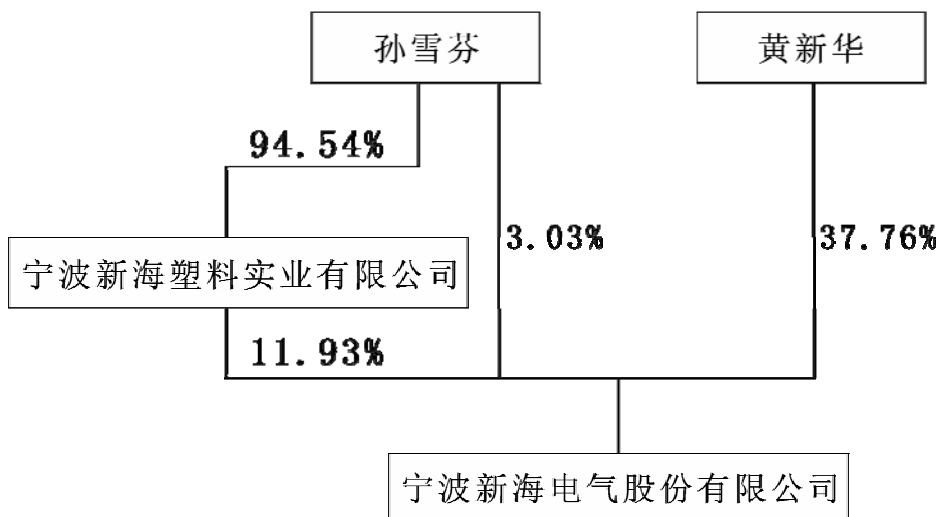 孙雪芬
黄新华
94.54%
3.03%
37.76%
宁波新海塑料实业有限公司
11.93%
宁波新海电气股份有限公司